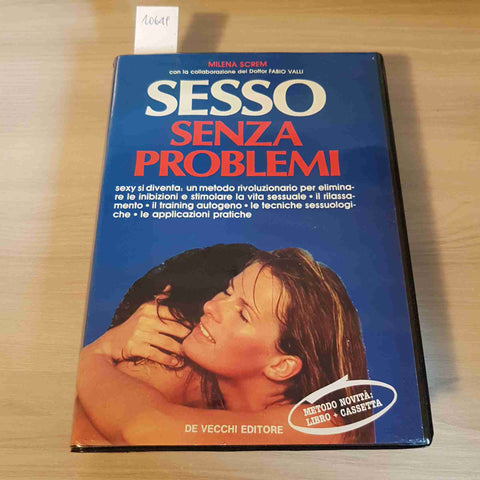 MILENA SCREM
con la collaborazione del Dottor FABIO VALLI
SESSO
SENZA
PROBLEMI
sexy si diventa: un metodo rivoluzionario per elimina-
re le inibizioni e stimolare la vita sessuale • il rilassa-
mento • il training autogeno • le tecniche sessuologi-
che • le applicazioni pratiche
METODO NOVITÀ:
LIBRO + CASSETTA
DE VECCHI EDITORE